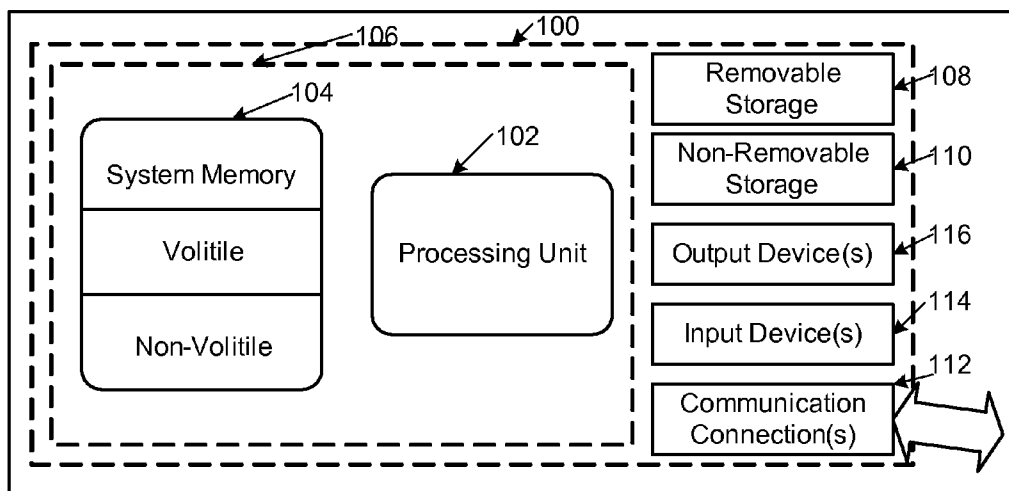 100
106
104
System Memory
Volitile
Non-Volitile
102
Processing Unit
Removable
Storage
108
Non-Removable
Storage
110
Output Device(s)
116
Input Device(s)
114
Communication
Connection(s)
112